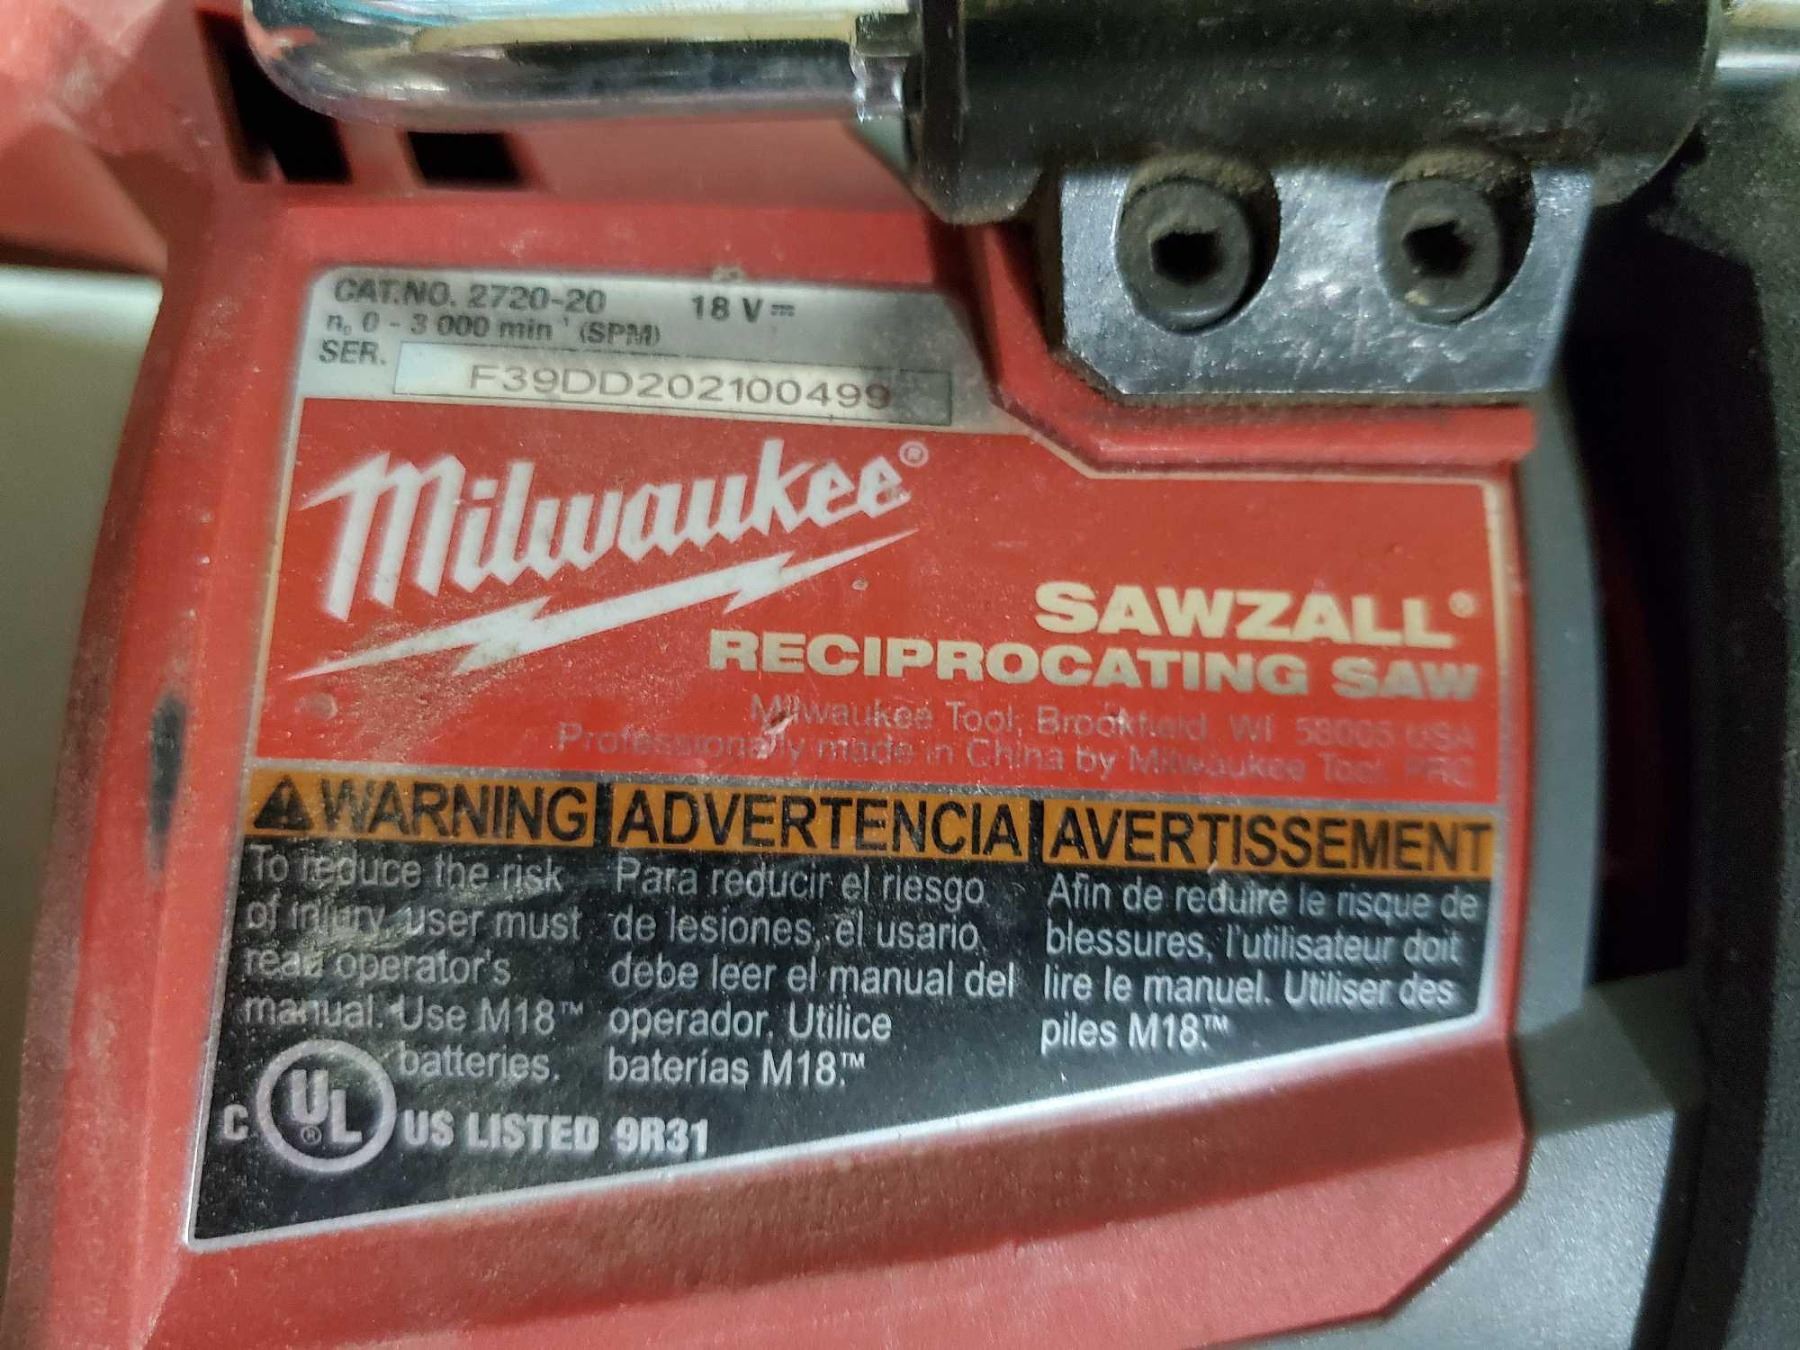 CAT.NO. 2720-20 18 V⎓
n₀ 0 - 3 000 min⁻¹ (SPM)
SER. F39DD202100499
Milwaukee®
SAWZALL®
RECIPROCATING SAW
Milwaukee Tool, Brookfield, WI USA
Professionally made in China by Milwaukee Tool, PRC
⚠WARNING
To reduce the risk
of injury, user must
read operator's
manual. Use M18™
batteries.
ADVERTENCIA
Para reducir el riesgo
de lesiones, el usario
debe leer el manual del
operador. Utilice
baterías M18.™
AVERTISSEMENT
Afin de reduire le risque de
blessures, l'utilisateur doit
lire le manuel. Utiliser des
piles M18.™
C UL® US LISTED 9R31